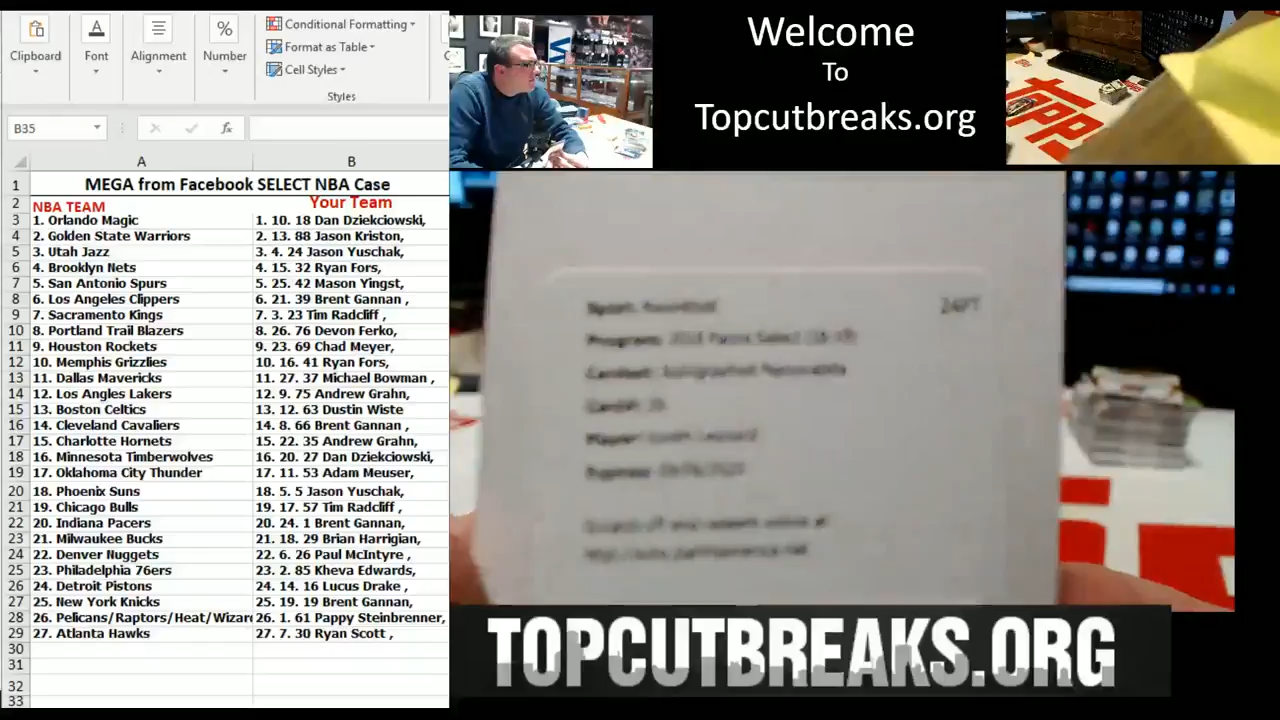 Clipboard
Font
Alignment
Number
Conditional Formatting
Format as Table
Cell Styles
Styles
B35
fx
A
B
1 MEGA from Facebook SELECT NBA Case
2 NBA TEAM Your Team
3 1. Orlando Magic 1. 10. 18 Dan Dziekciowski,
4 2. Golden State Warriors 2. 13. 88 Jason Kriston,
5 3. Utah Jazz 3. 4. 24 Jason Yuschak,
6 4. Brooklyn Nets 4. 15. 32 Ryan Fors,
7 5. San Antonio Spurs 5. 25. 42 Mason Yingst,
8 6. Los Angeles Clippers 6. 21. 39 Brent Gannan ,
9 7. Sacramento Kings 7. 3. 23 Tim Radcliff ,
10 8. Portland Trail Blazers 8. 26. 76 Devon Ferko,
11 9. Houston Rockets 9. 23. 69 Chad Meyer,
12 10. Memphis Grizzlies 10. 16. 41 Ryan Fors,
13 11. Dallas Mavericks 11. 27. 37 Michael Bowman ,
14 12. Los Angles Lakers 12. 9. 75 Andrew Grahn,
15 13. Boston Celtics 13. 12. 63 Dustin Wiste
16 14. Cleveland Cavaliers 14. 8. 66 Brent Gannan ,
17 15. Charlotte Hornets 15. 22. 35 Andrew Grahn,
18 16. Minnesota Timberwolves 16. 20. 27 Dan Dziekciowski,
19 17. Oklahoma City Thunder 17. 11. 53 Adam Meuser,
20 18. Phoenix Suns 18. 5. 5 Jason Yuschak,
21 19. Chicago Bulls 19. 17. 57 Tim Radcliff ,
22 20. Indiana Pacers 20. 24. 1 Brent Gannan,
23 21. Milwaukee Bucks 21. 18. 29 Brian Harrigian,
24 22. Denver Nuggets 22. 6. 26 Paul McIntyre ,
25 23. Philadelphia 76ers 23. 2. 85 Kheva Edwards,
26 24. Detroit Pistons 24. 14. 16 Lucus Drake ,
27 25. New York Knicks 25. 19. 19 Brent Gannan,
28 26. Pelicans/Raptors/Heat/Wizar 26. 1. 61 Pappy Steinbrenner,
29 27. Atlanta Hawks 27. 7. 30 Ryan Scott ,
30
31
32
33
Welcome
To
Topcutbreaks.org
TOPPS
Sport:
Program: 2018 Panini Select
Player:
TOPCUTBREAKS.ORG